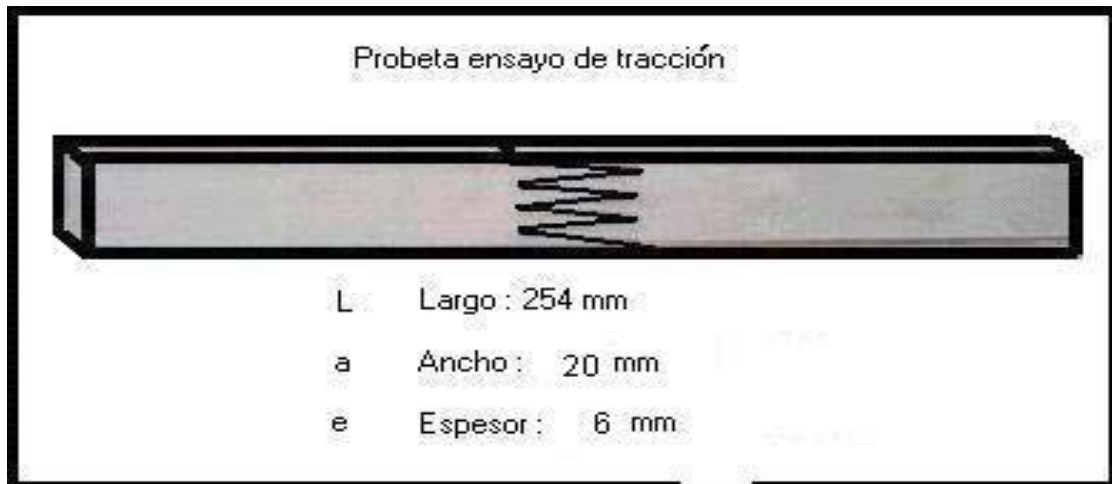 Probeta ensayo de tracción
L Largo : 254 mm
a Ancho : 20 mm
e Espesor : 6 mm